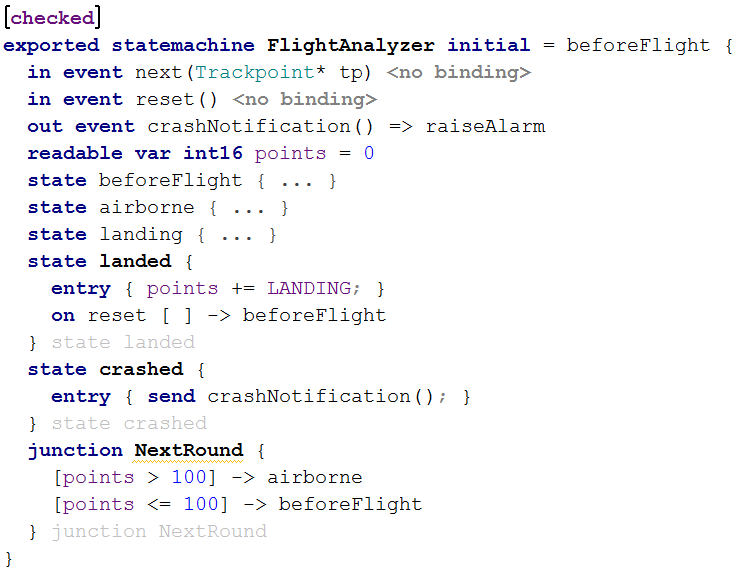 [checked]
exported statemachine FlightAnalyzer initial = beforeFlight {
  in event next(Trackpoint* tp) <no binding>
  in event reset() <no binding>
  out event crashNotification() => raiseAlarm
  readable var int16 points = 0
  state beforeFlight { ... }
  state airborne { ... }
  state landing { ... }
  state landed {
    entry { points += LANDING; }
    on reset [ ] -> beforeFlight
  } state landed
  state crashed {
    entry { send crashNotification(); }
  } state crashed
  junction NextRound {
    [points > 100] -> airborne
    [points <= 100] -> beforeFlight
  } junction NextRound
}